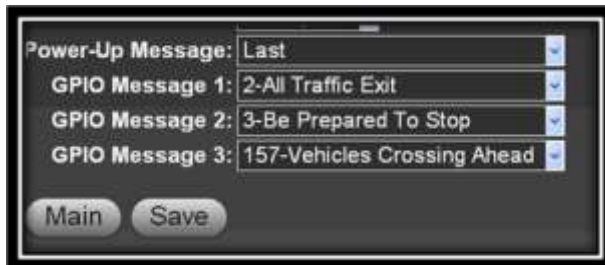 Power-Up Message: Last
GPIO Message 1: 2-All Traffic Exit
GPIO Message 2: 3-Be Prepared To Stop
GPIO Message 3: 157-Vehicles Crossing Ahead
Main Save